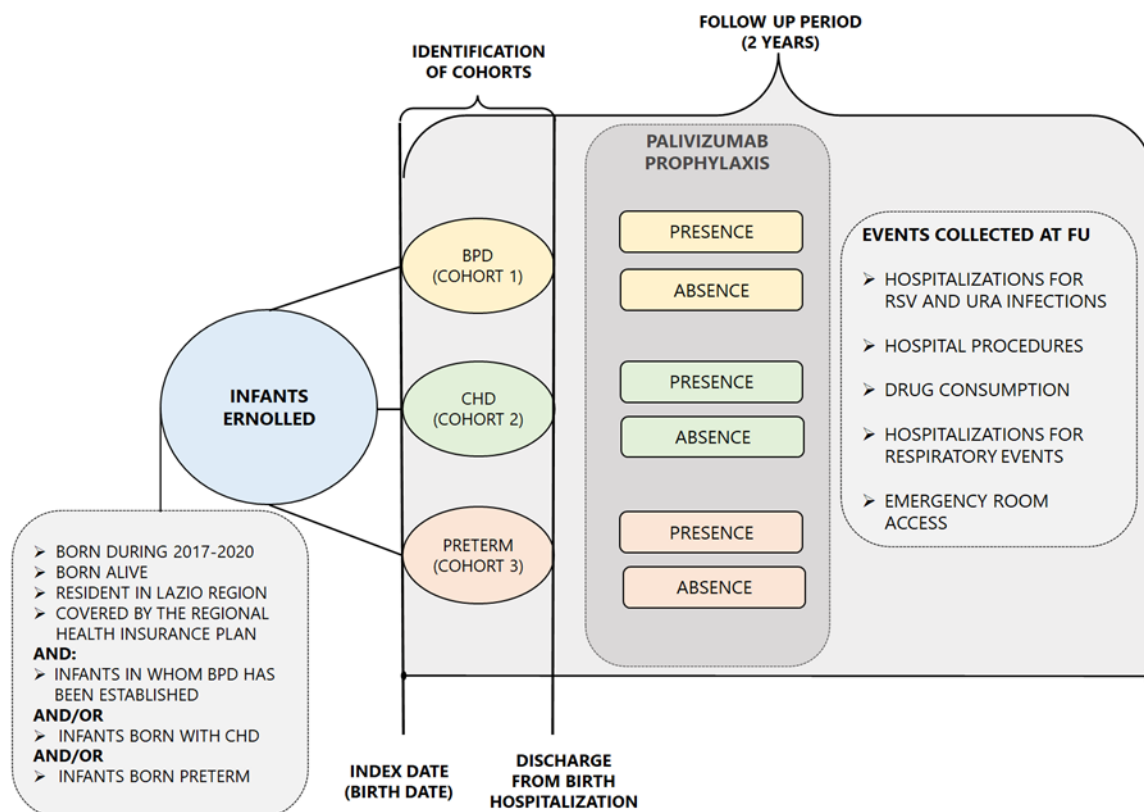 FOLLOW UP PERIOD
(2 YEARS)
IDENTIFICATION
OF COHORTS
PALIVIZUMAB
PROPHYLAXIS
INFANTS
ERNOLLED
BPD
(COHORT 1)
PRESENCE
ABSENCE
CHD
(COHORT 2)
PRESENCE
ABSENCE
PRETERM
(COHORT 3)
PRESENCE
ABSENCE
EVENTS COLLECTED AT FU
➢ HOSPITALIZATIONS FOR
RSV AND URA INFECTIONS
➢ HOSPITAL PROCEDURES
➢ DRUG CONSUMPTION
➢ HOSPITALIZATIONS FOR
RESPIRATORY EVENTS
➢ EMERGENCY ROOM
ACCESS
➢ BORN DURING 2017-2020
➢ BORN ALIVE
➢ RESIDENT IN LAZIO REGION
➢ COVERED BY THE REGIONAL
HEALTH INSURANCE PLAN
AND:
➢ INFANTS IN WHOM BPD HAS
BEEN ESTABLISHED
AND/OR
➢ INFANTS BORN WITH CHD
AND/OR
➢ INFANTS BORN PRETERM
INDEX DATE
(BIRTH DATE)
DISCHARGE
FROM BIRTH
HOSPITALIZATION